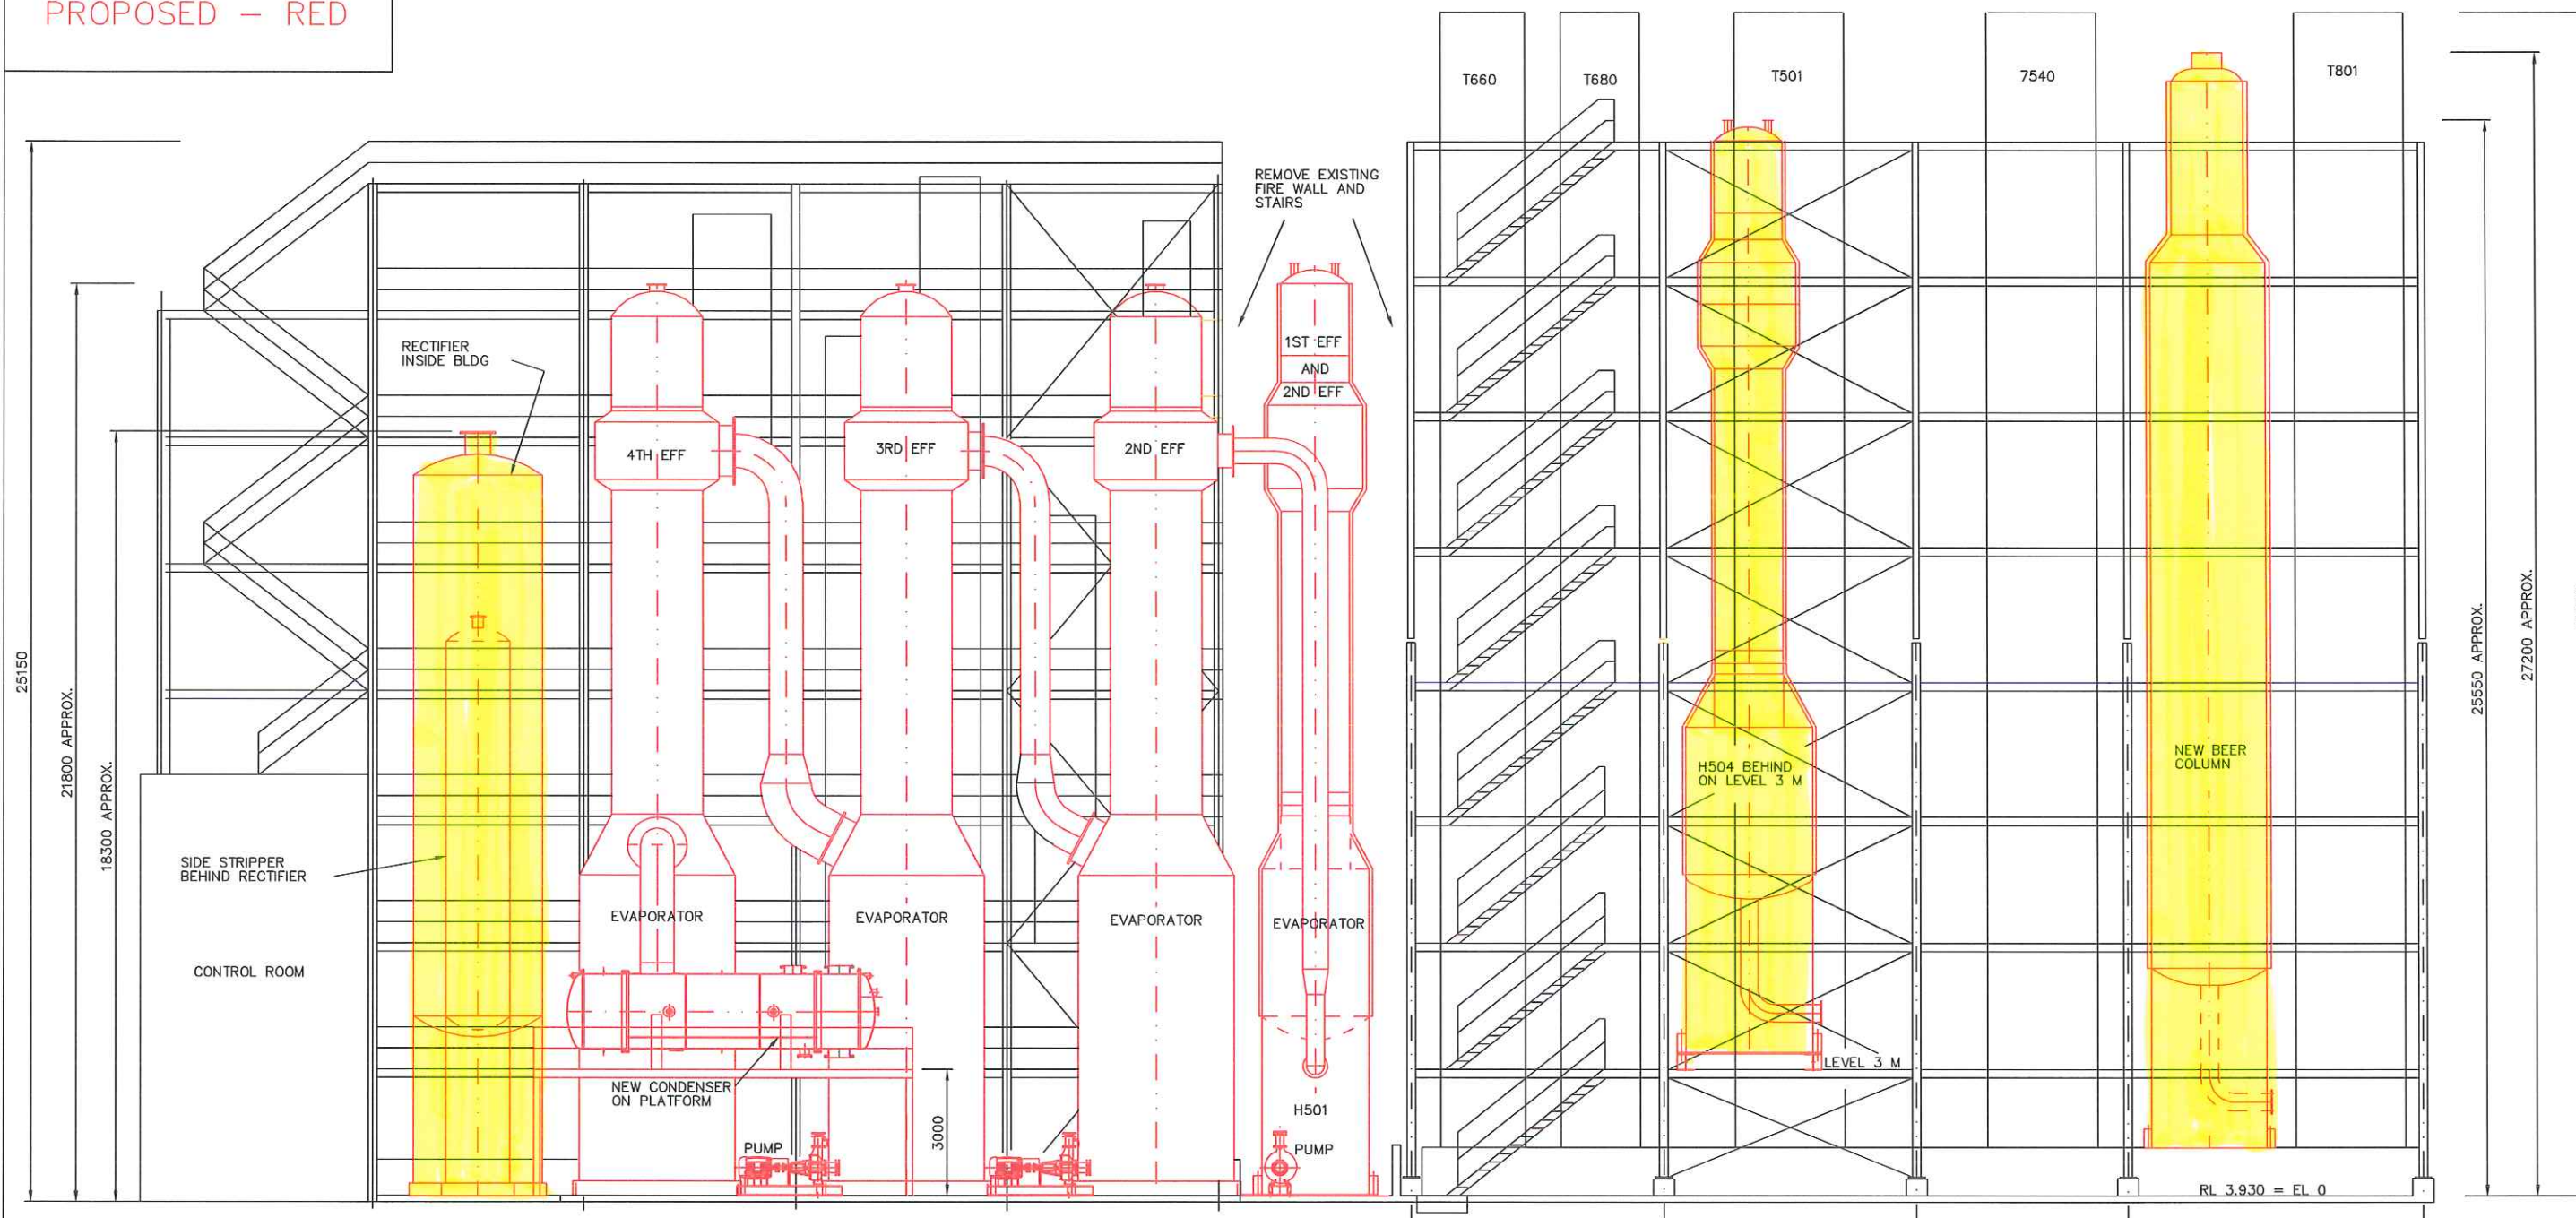 PROPOSED – RED
T660
T680
T501
7540
T801
REMOVE EXISTING
FIRE WALL AND
STAIRS
RECTIFIER
INSIDE BLDG
1ST EFF
AND
2ND EFF
4TH EFF
3RD EFF
2ND EFF
25150
21800 APPROX.
18300 APPROX.
25550 APPROX.
27200 APPROX.
H504 BEHIND
ON LEVEL 3 M
NEW BEER
COLUMN
SIDE STRIPPER
BEHIND RECTIFIER
EVAPORATOR
EVAPORATOR
EVAPORATOR
EVAPORATOR
CONTROL ROOM
LEVEL 3 M
NEW CONDENSER
ON PLATFORM
3000
H501
PUMP
PUMP
RL 3.930 = EL 0